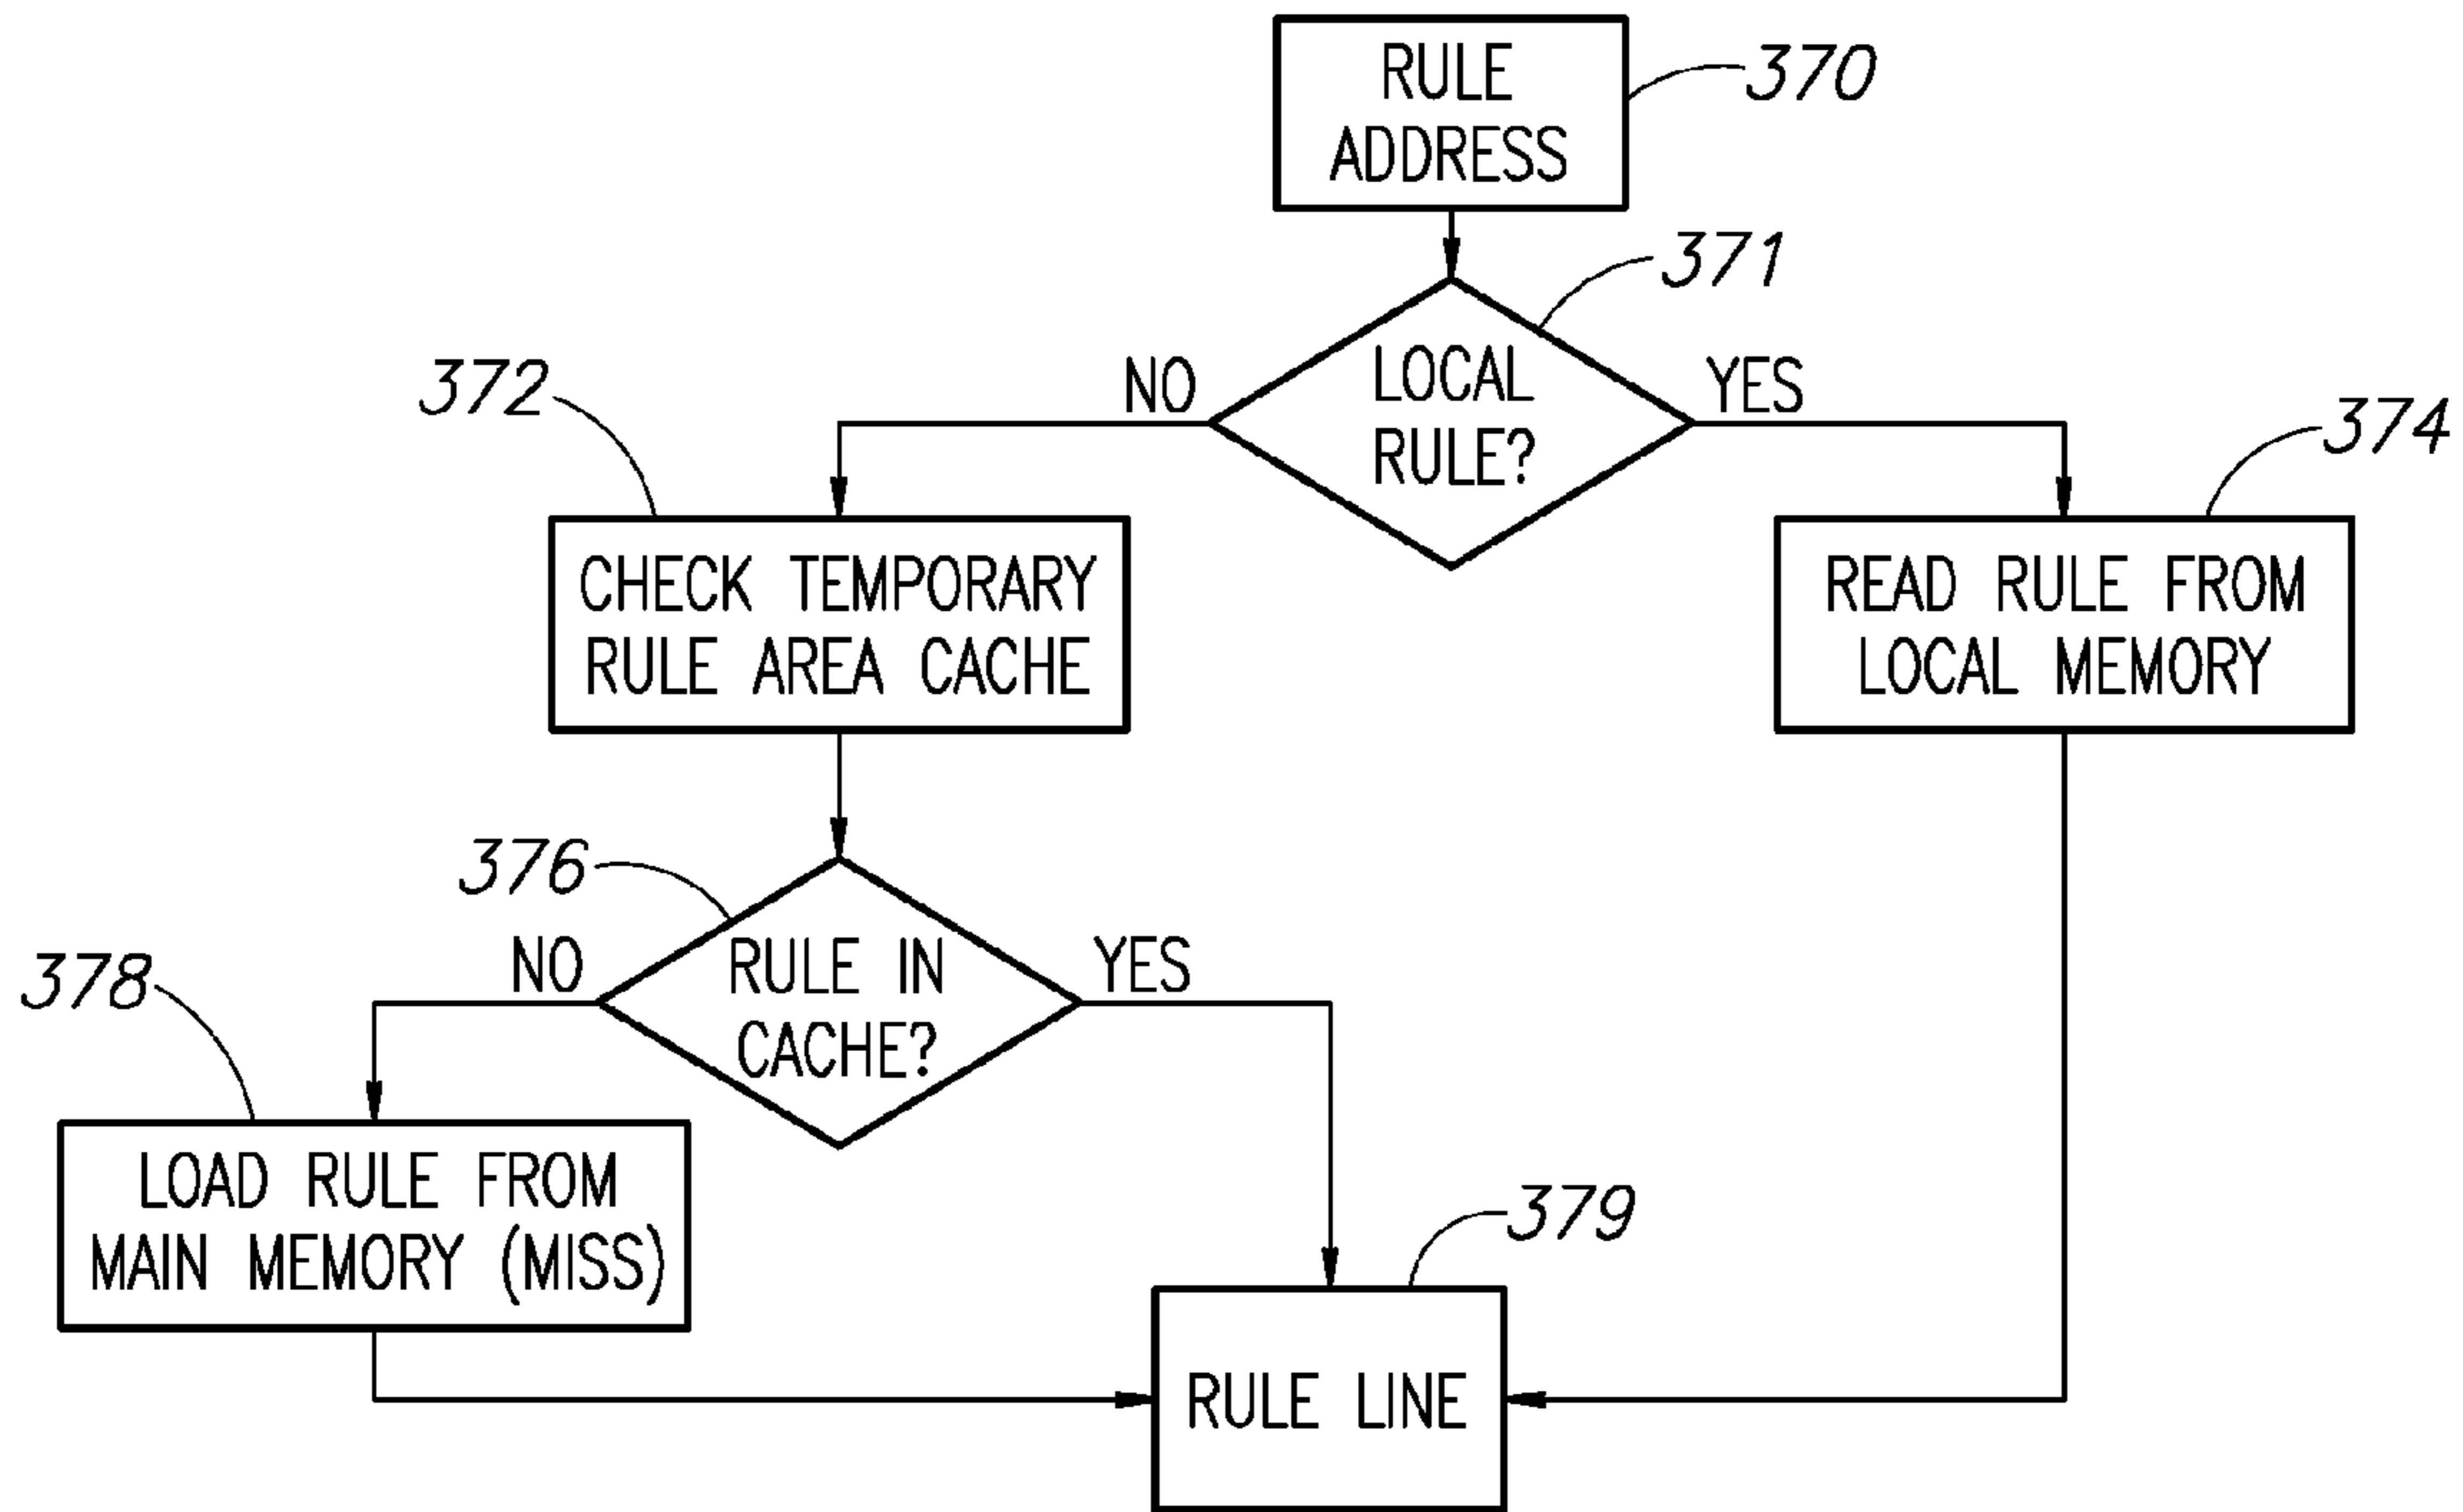 RULE
ADDRESS
370
371
LOCAL
RULE?
NO
YES
372
374
CHECK TEMPORARY
RULE AREA CACHE
READ RULE FROM
LOCAL MEMORY
376
RULE IN
CACHE?
NO
YES
378
LOAD RULE FROM
MAIN MEMORY (MISS)
379
RULE LINE